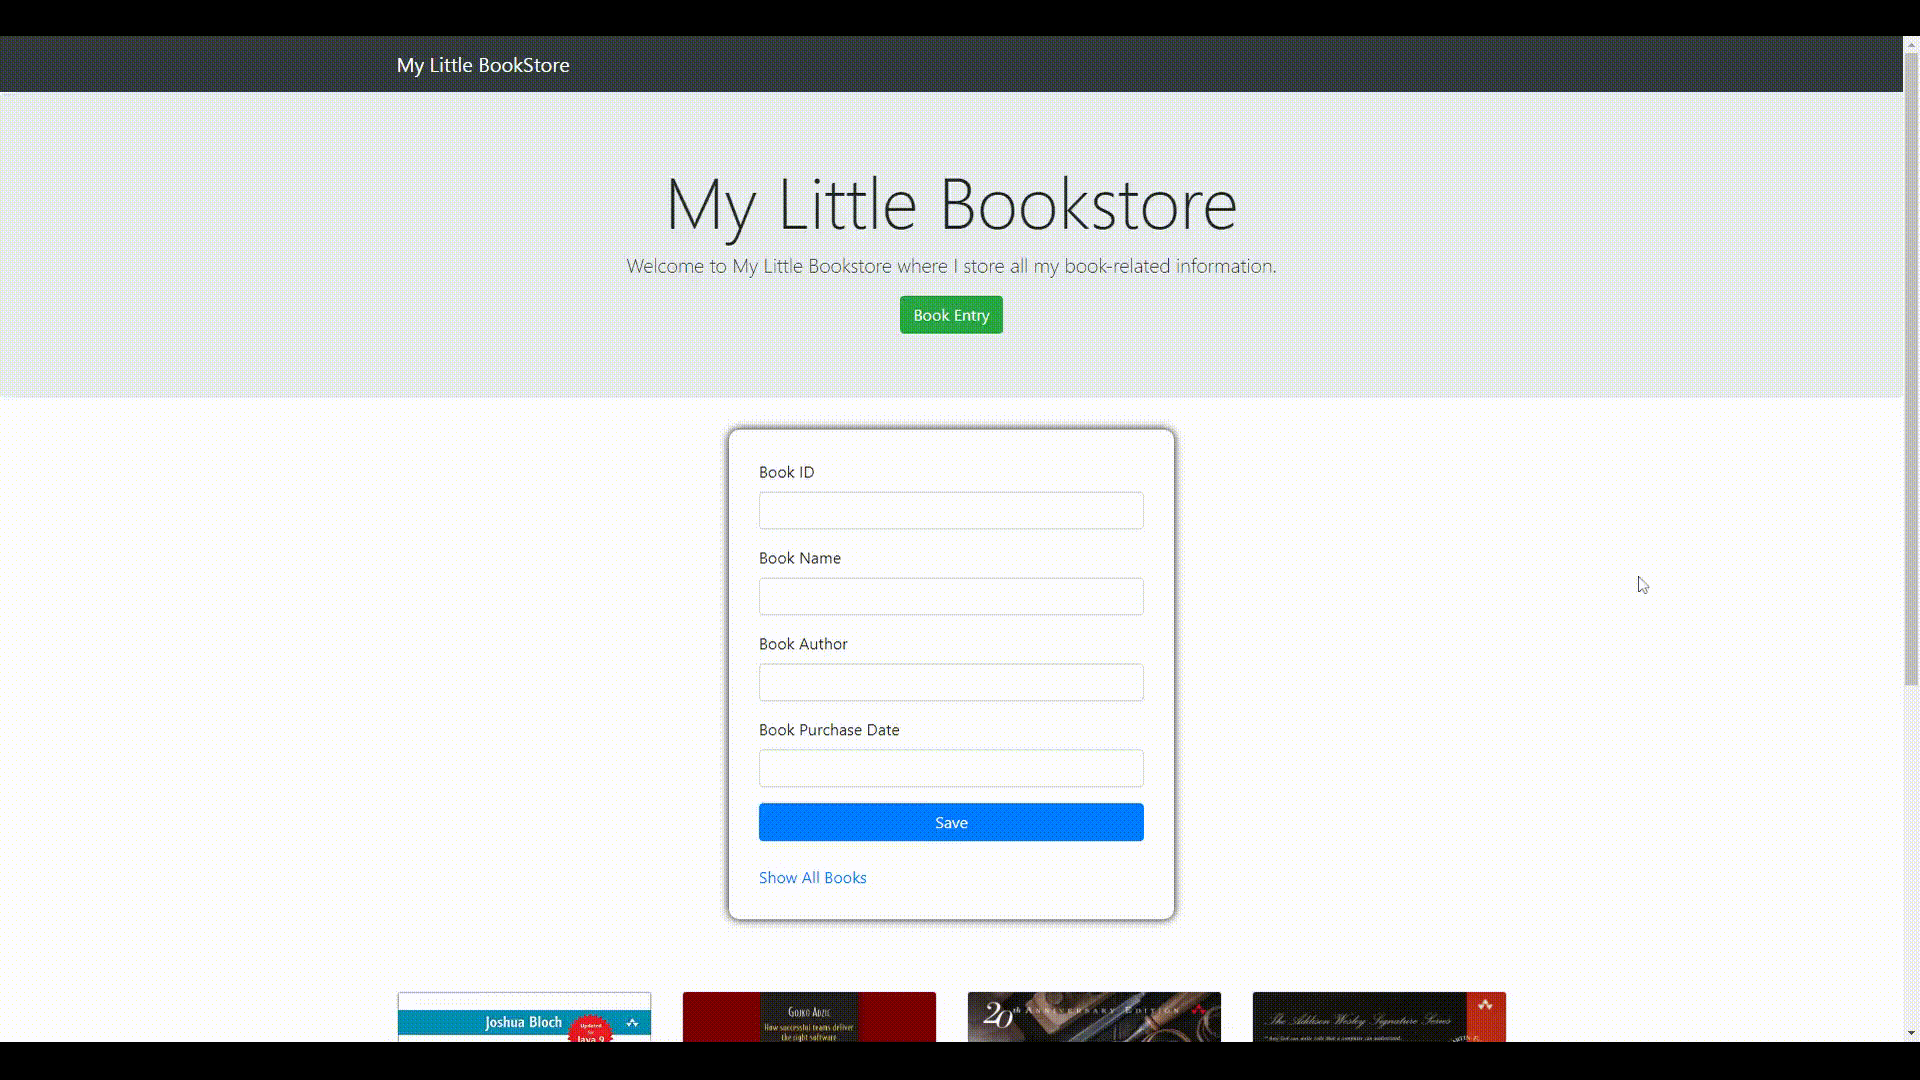 My Little BookStore
My Little Bookstore
Welcome to My Little Bookstore where I store all my book-related information.
Book Entry
Book ID
Book Name
Book Author
Book Purchase Date
Save
Show All Books
Joshua Bloch
Updated
for
Java 9
Gojko Adzic
How successful teams deliver
the right software
20th Anniversary Edition
The Addison Wesley Signature Series